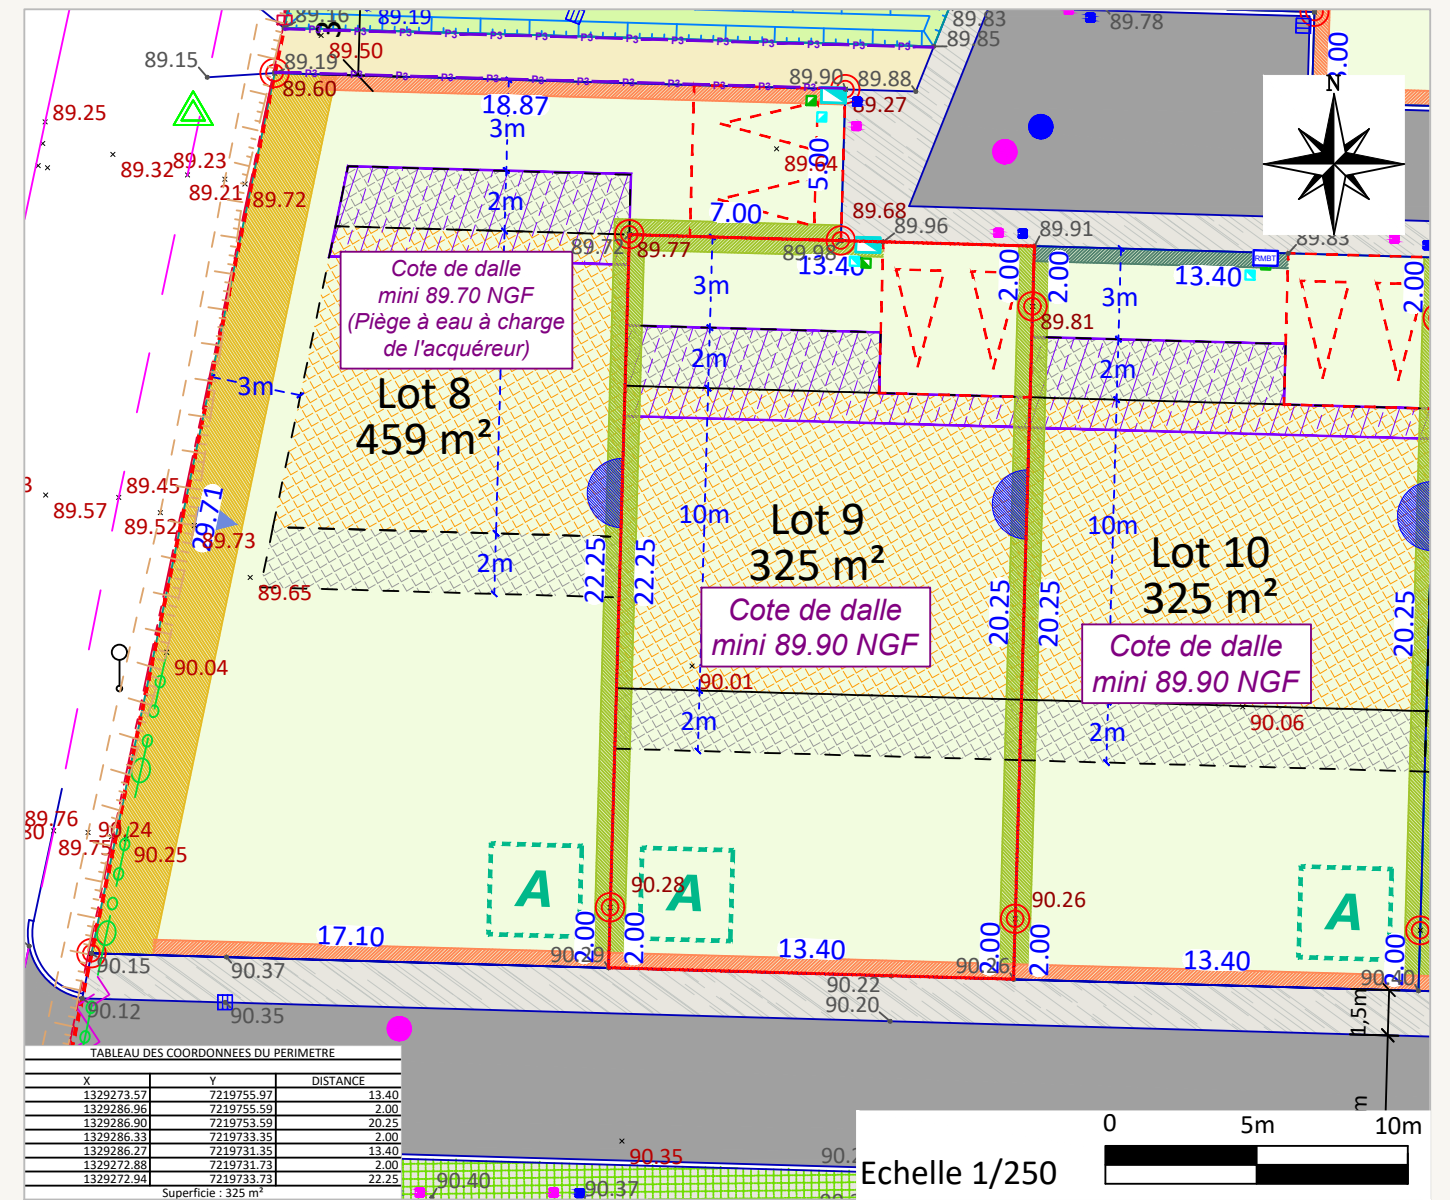 89.16
89.19
3
89.83
89.85
89.78
3.00
N
89.15
89.19
89.50
89.60
89.90
89.88
89.27
18.87
3m
89.25
89.32
89.23
89.21
89.72
89.64
5.00
2m
7.00
89.68
89.96
89.91
89.83
89.72
89.77
89.98
13.40
2.00
2.00
3m
3m
13.40
RMBT
2.00
Cote de dalle
mini 89.70 NGF
(Piège à eau à charge
de l'acquéreur)
89.81
2m
2m
3m
Lot 8
459 m²
89.45
89.57
89.52
29.71
89.73
2m
22.25
22.25
10m
Lot 9
325 m²
10m
Lot 10
325 m²
89.65
Cote de dalle
mini 89.90 NGF
20.25
20.25
20.25
Cote de dalle
mini 89.90 NGF
90.04
90.01
2m
90.06
2m
89.76
80
89.75
90.24
90.25
A
A
A
90.28
90.26
17.10
2.00
2.00
13.40
2.00
2.00
13.40
2.00
90.15
90.37
90.29
90.26
90.22
90.20
90.40
90.12
90.35
1,5m
m
TABLEAU DES COORDONNEES DU PERIMETRE
X Y DISTANCE
1329273.57 7219755.97 13.40
1329286.96 7219755.59 2.00
1329286.90 7219753.59 20.25
1329286.33 7219733.35 2.00
1329286.27 7219731.35 13.40
1329272.88 7219731.73 2.00
1329272.94 7219733.73 22.25
Superficie : 325 m²
90.35
90.40
90.37
Echelle 1/250
0 5m 10m